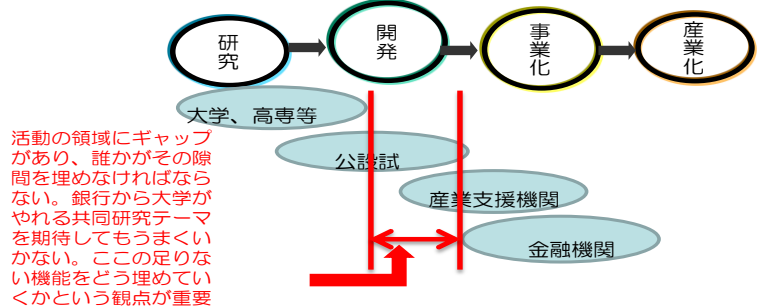 研究
開発
事業化
産業化
大学、高専等
公設試
産業支援機関
金融機関
活動の領域にギャップ
があり、誰かがその隙
間を埋めなければなら
ない。銀行から大学が
やれる共同研究テーマ
を期待してもうまくい
かない。ここの足りな
い機能をどう埋めてい
くかという観点が重要